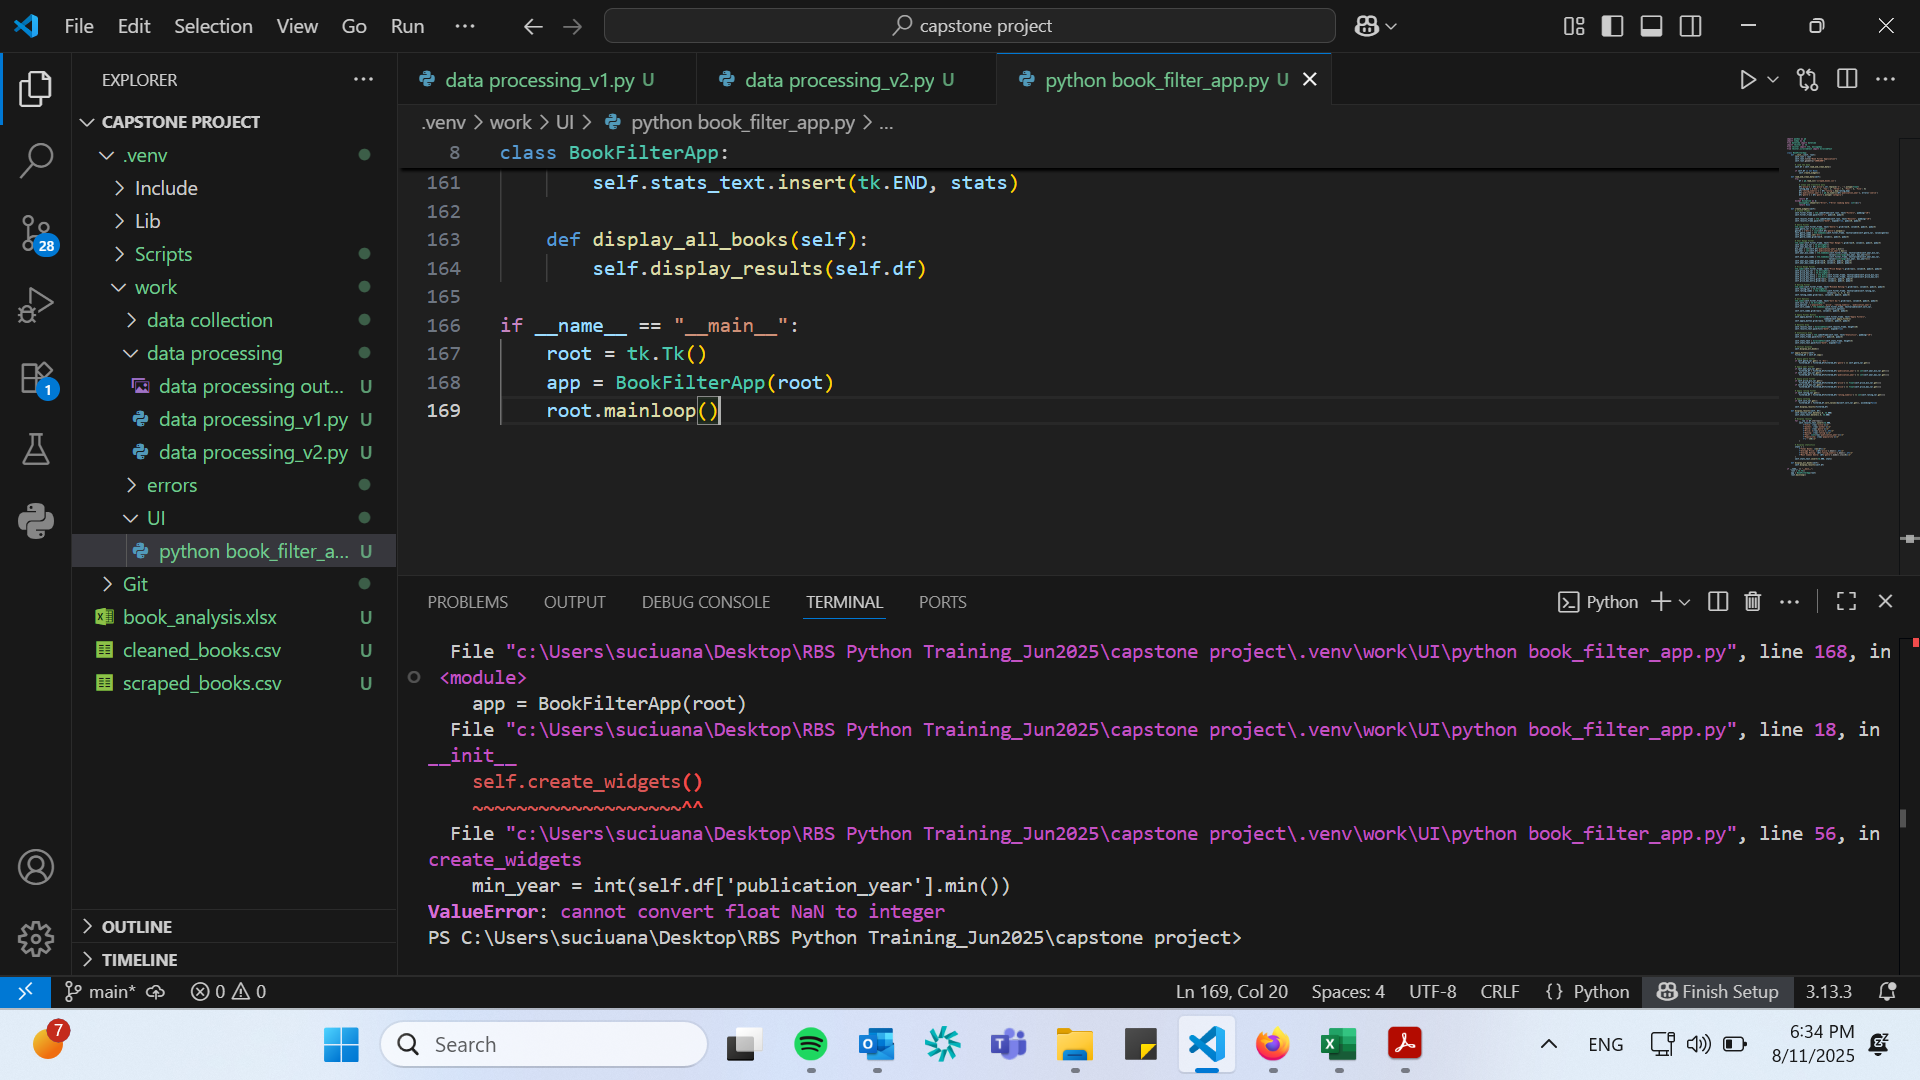 File Edit Selection View Go Run ···
capstone project
EXPLORER
CAPSTONE PROJECT
.venv
Include
Lib
Scripts
work
data collection
data processing
data processing out... U
data processing_v1.py U
data processing_v2.py U
errors
UI
python book_filter_a... U
Git
book_analysis.xlsx U
cleaned_books.csv U
scraped_books.csv U
OUTLINE
TIMELINE
28
1
data processing_v1.py U
data processing_v2.py U
python book_filter_app.py U
.venv > work > UI > python book_filter_app.py > ...
8 class BookFilterApp:
161 self.stats_text.insert(tk.END, stats)
162
163 def display_all_books(self):
164 self.display_results(self.df)
165
166 if __name__ == "__main__":
167 root = tk.Tk()
168 app = BookFilterApp(root)
169 root.mainloop()
PROBLEMS OUTPUT DEBUG CONSOLE TERMINAL PORTS
Python
File "c:\Users\suciuana\Desktop\RBS Python Training_Jun2025\capstone project\.venv\work\UI\python book_filter_app.py", line 168, in
<module>
app = BookFilterApp(root)
File "c:\Users\suciuana\Desktop\RBS Python Training_Jun2025\capstone project\.venv\work\UI\python book_filter_app.py", line 18, in
__init__
self.create_widgets()
~~~~~~~~~~~~~~~~~~~^^
File "c:\Users\suciuana\Desktop\RBS Python Training_Jun2025\capstone project\.venv\work\UI\python book_filter_app.py", line 56, in
create_widgets
min_year = int(self.df['publication_year'].min())
ValueError: cannot convert float NaN to integer
PS C:\Users\suciuana\Desktop\RBS Python Training_Jun2025\capstone project>
main* 0 0
Ln 169, Col 20 Spaces: 4 UTF-8 CRLF {} Python Finish Setup 3.13.3
7
Search
ENG
6:34 PM
8/11/2025